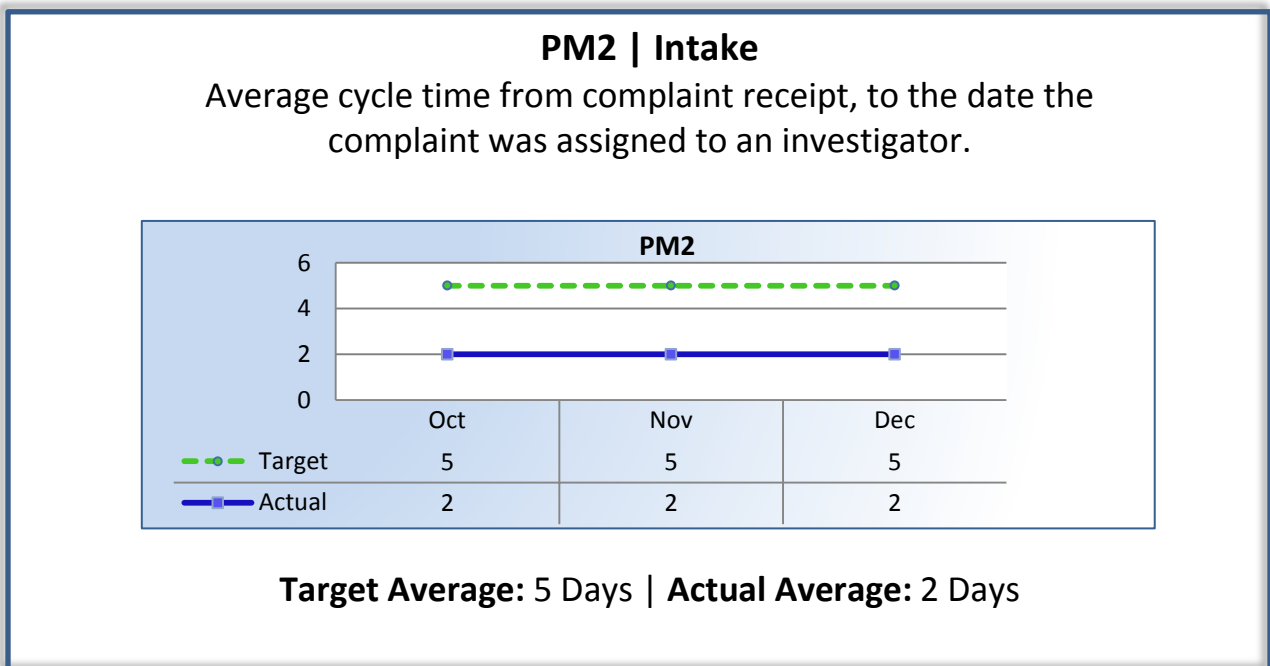 PM2 | Intake
Average cycle time from complaint receipt, to the date the
complaint was assigned to an investigator.
PM2
6
4
2
0
Oct Nov Dec
Target 5 5 5
Actual 2 2 2
Target Average: 5 Days | Actual Average: 2 Days